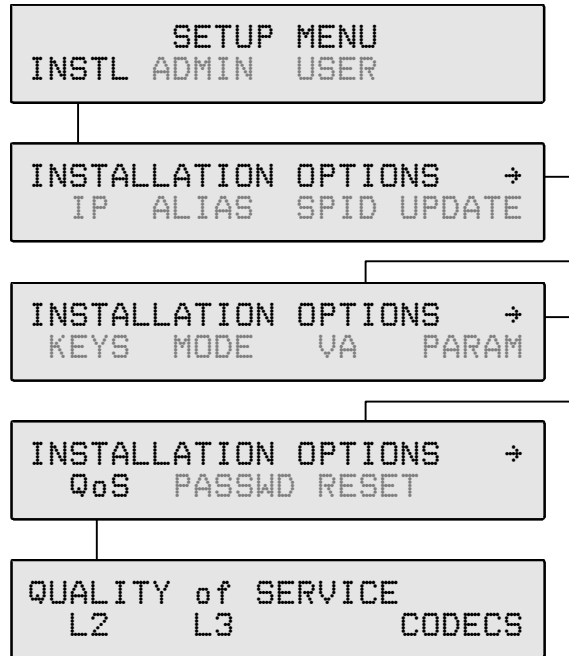 SETUP MENU
INSTL ADMIN USER
INSTALLATION OPTIONS →
IP ALIAS SPID UPDATE
INSTALLATION OPTIONS →
KEYS MODE VA PARAM
INSTALLATION OPTIONS →
QoS PASSWD RESET
QUALITY of SERVICE
L2 L3 CODECS